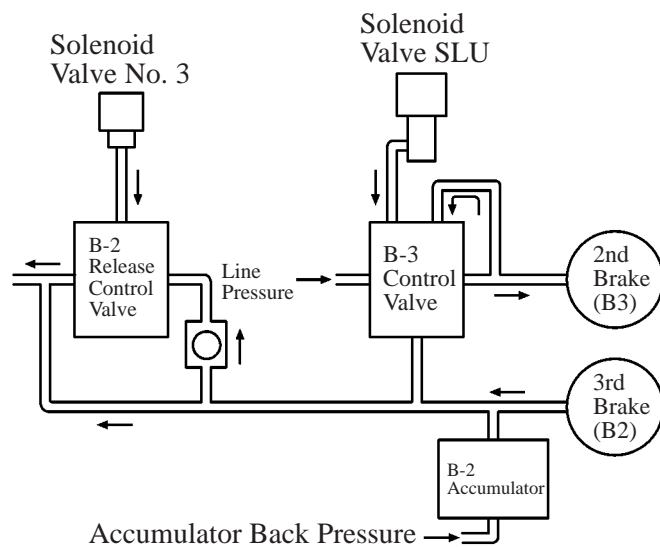 Solenoid
Valve No. 3
Solenoid
Valve SLU
B-2
Release
Control
Valve
Line
Pressure
B-3
Control
Valve
2nd
Brake
(B3)
3rd
Brake
(B2)
B-2
Accumulator
Accumulator Back Pressure